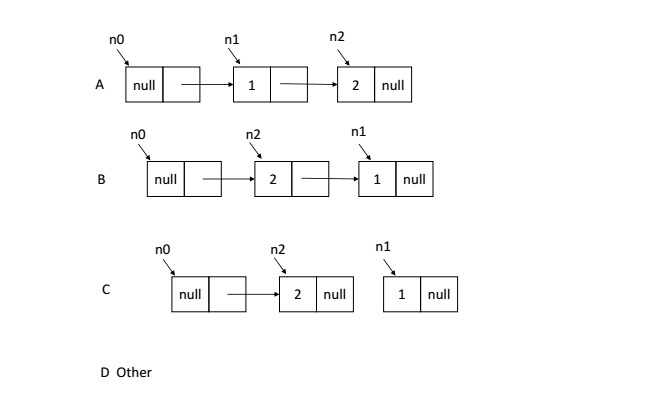 n0 n1 n2
A null 1 2 null
n0 n2 n1
B null 2 1 null
n0 n2 n1
C null 2 null 1 null
D Other